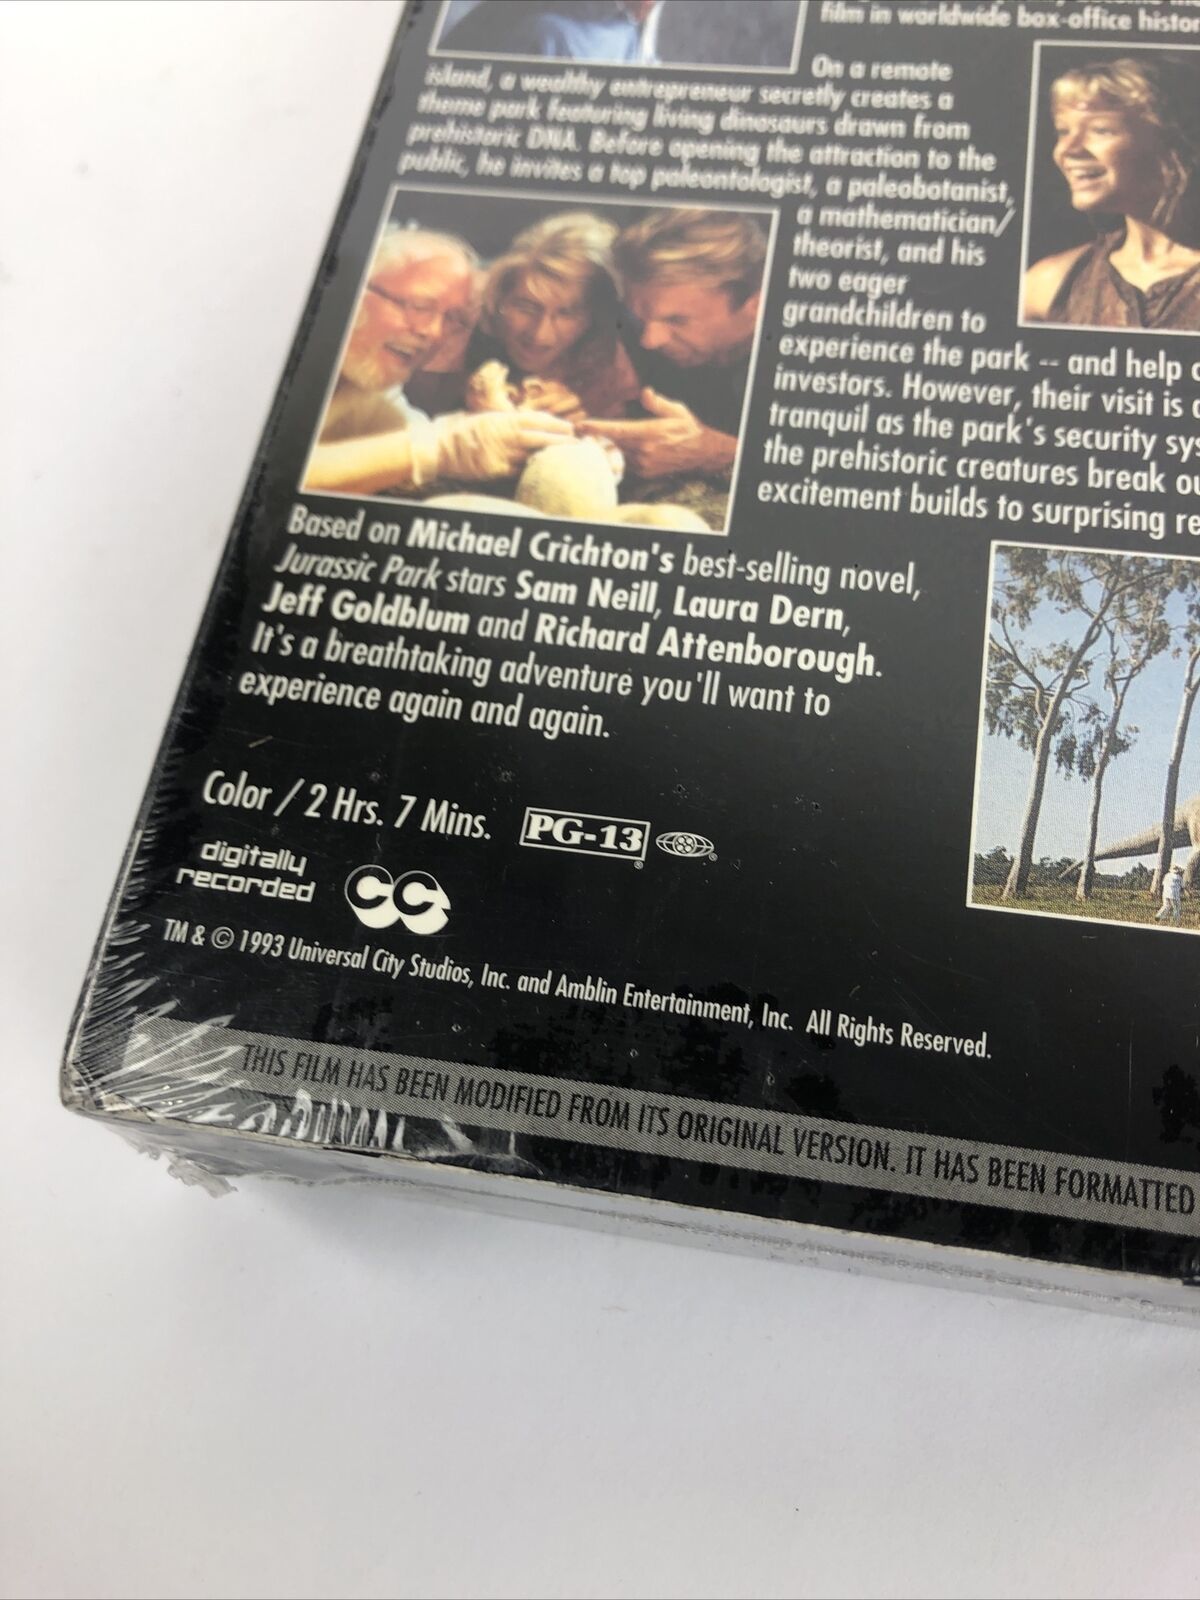 film in worldwide box-office
On a remote
island, a wealthy entrepreneur secretly creates a
theme park featuring living dinosaurs drawn from
prehistoric DNA. Before opening the attraction to the
public, he invites a top paleontologist, a paleobotanist,
a mathematician/
theorist, and his
two eager
grandchildren to
experience the park -- and help
investors. However, their visit is
tranquil as the park's security
the prehistoric creatures break
excitement builds to surprising
Based on Michael Crichton's best-selling novel,
Jurassic Park stars Sam Neill, Laura Dern,
Jeff Goldblum and Richard Attenborough.
It's a breathtaking adventure you'll want to
experience again and again.
Color / 2 Hrs. 7 Mins. PG-13 ®
digitally
recorded CC
TM & © 1993 Universal City Studios, Inc. and Amblin Entertainment, Inc. All Rights Reserved.
THIS FILM HAS BEEN MODIFIED FROM ITS ORIGINAL VERSION. IT HAS BEEN FORMATTED